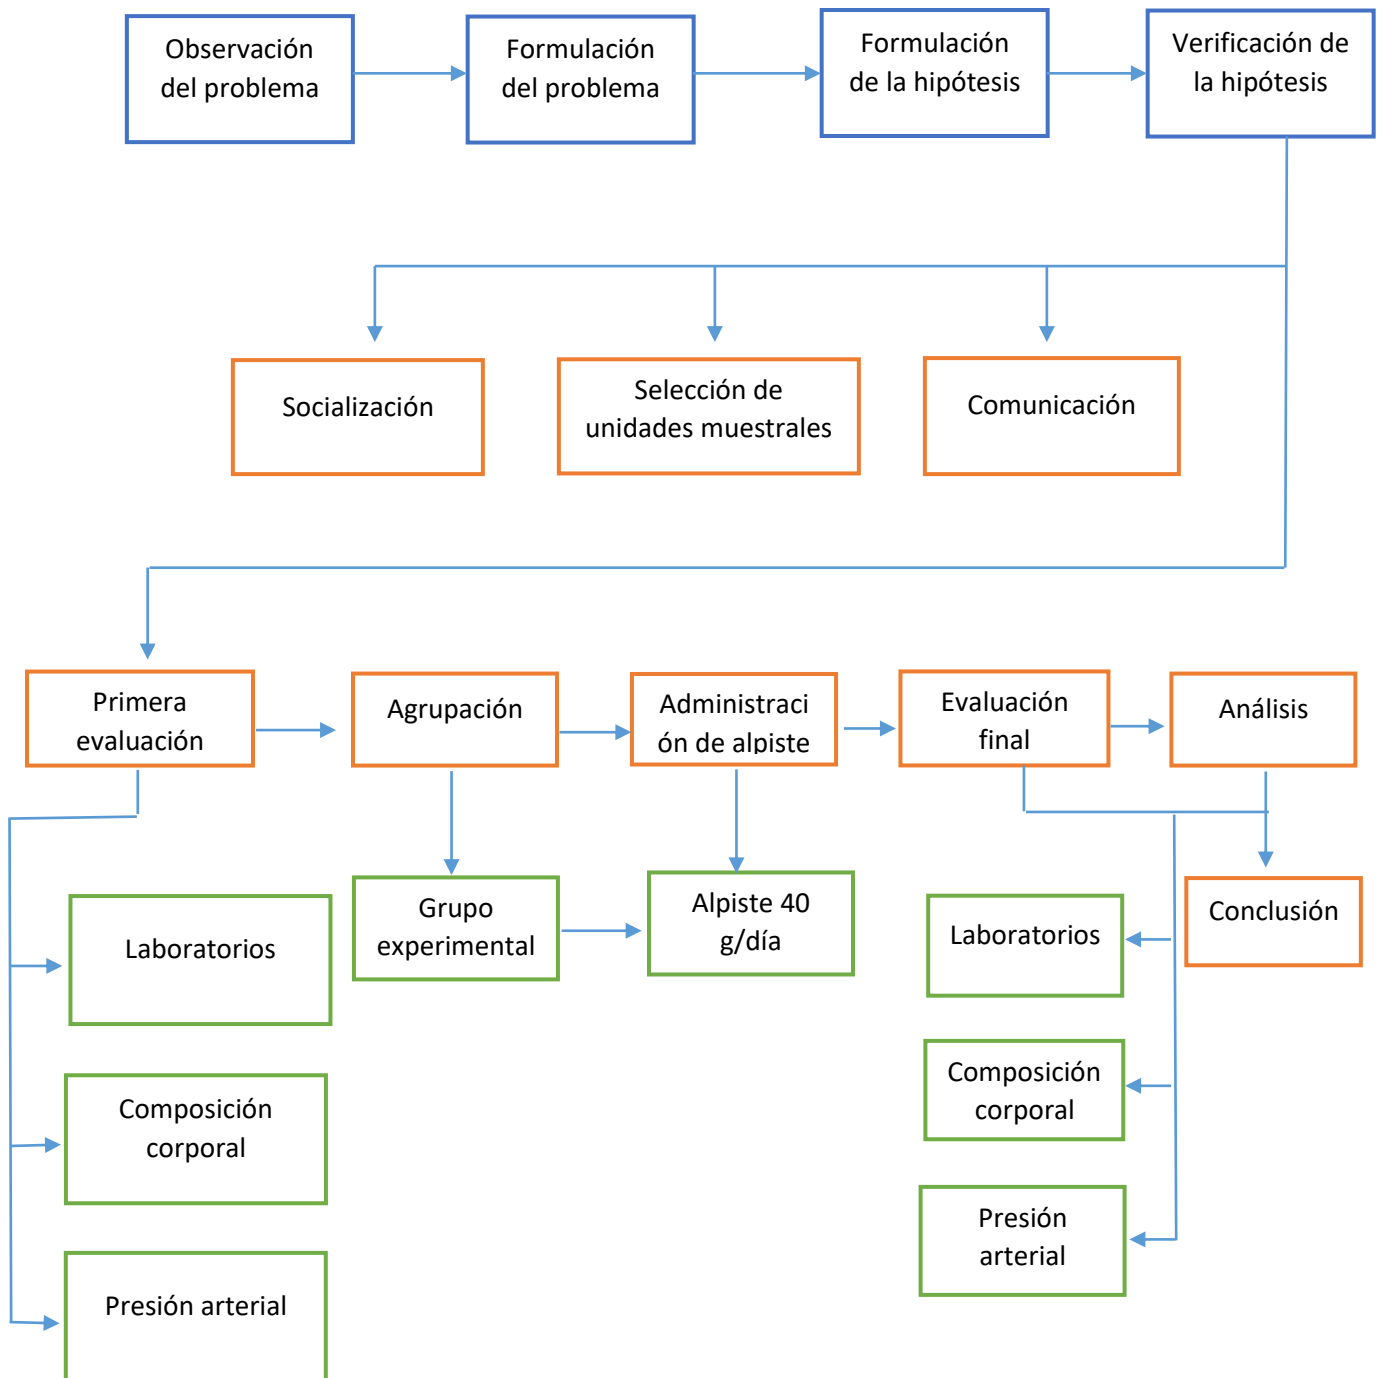 Observación
del problema
Formulación
del problema
Formulación
de la hipótesis
Verificación de
la hipótesis
Socialización
Selección de
unidades muestrales
Comunicación
Primera
evaluación
Agrupación
Administraci
ón de alpiste
Evaluación
final
Análisis
Laboratorios
Composición
corporal
Presión arterial
Grupo
experimental
Alpiste 40
g/día
Laboratorios
Composición
corporal
Presión
arterial
Conclusión